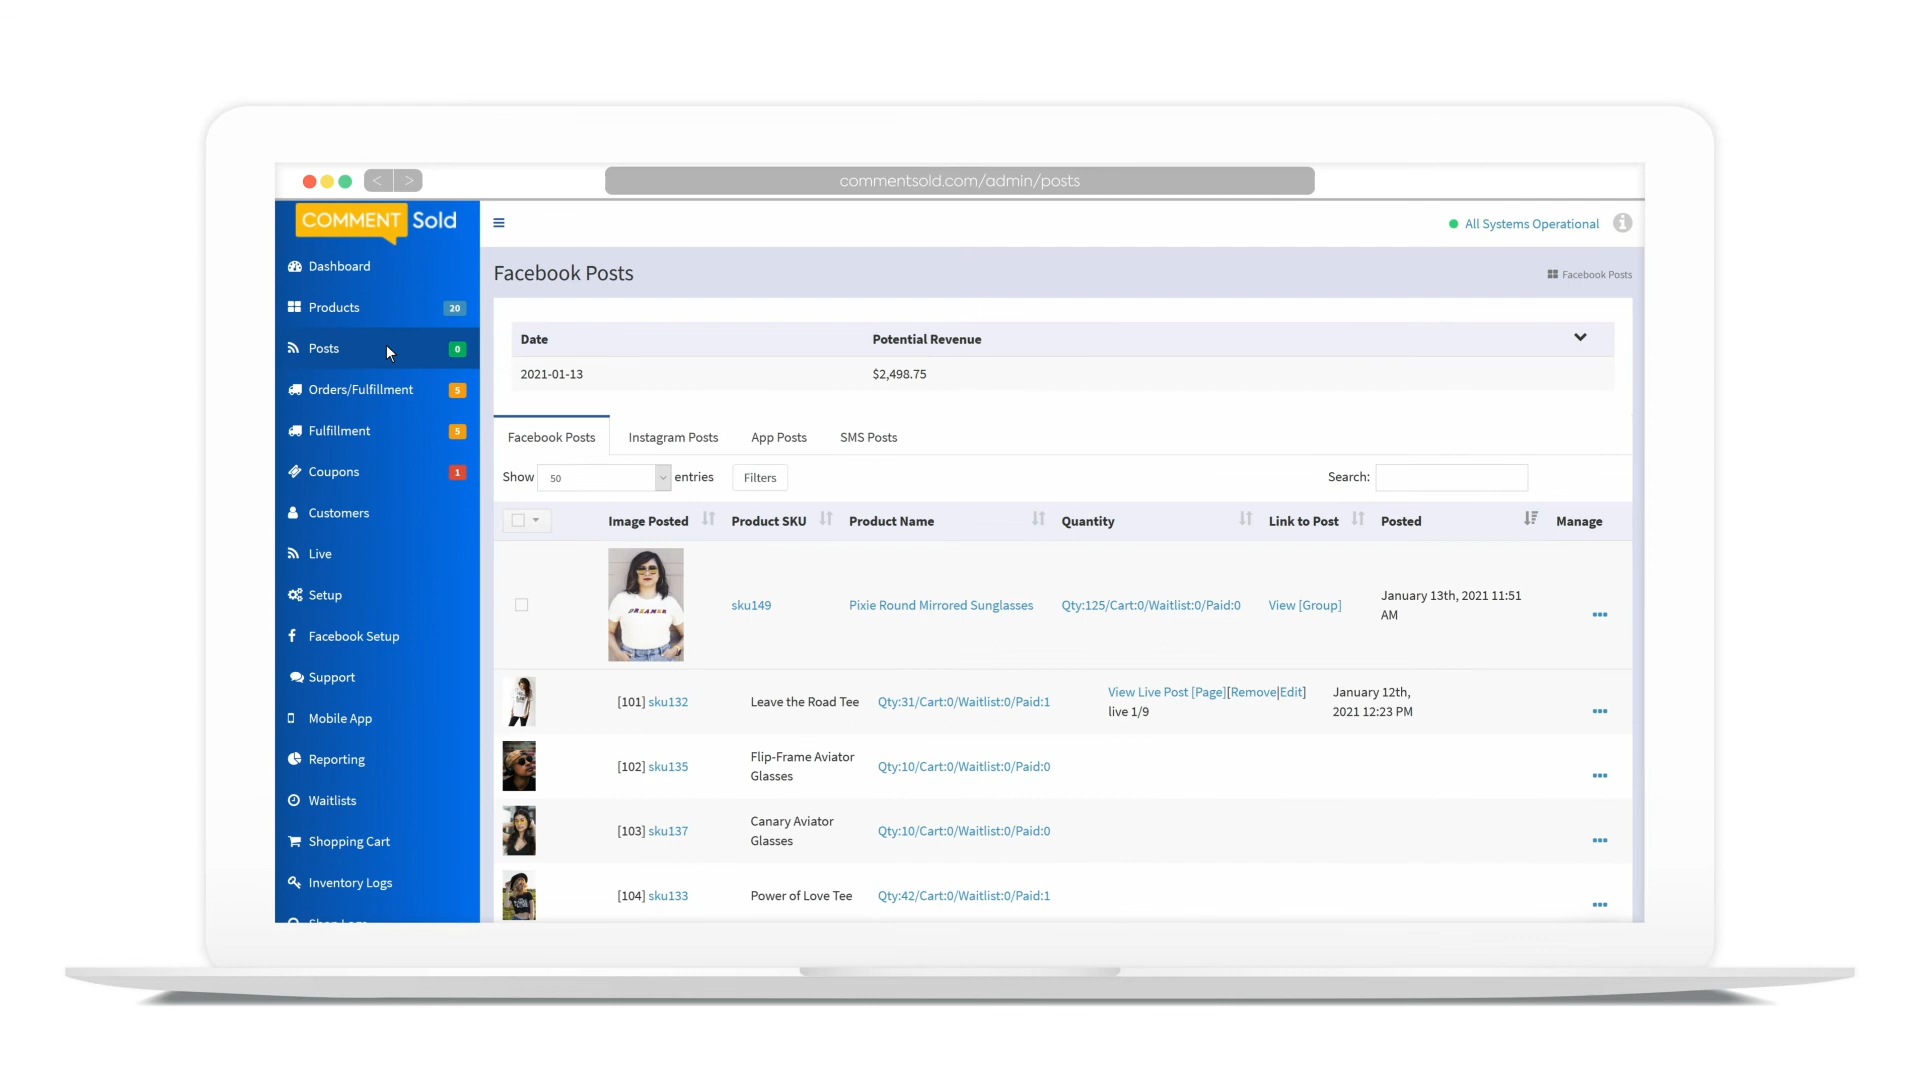 commentsold.com/admin/posts
COMMENT Sold
All Systems Operational
Dashboard
Products 20
Posts 0
Orders/Fulfillment 5
Fulfillment 5
Coupons 1
Customers
Live
Setup
Facebook Setup
Support
Mobile App
Reporting
Waitlists
Shopping Cart
Inventory Logs
Facebook Posts
Facebook Posts
Date Potential Revenue
2021-01-13 $2,498.75
Facebook Posts Instagram Posts App Posts SMS Posts
Show 50 entries Filters Search:
Image Posted Product SKU Product Name Quantity Link to Post Posted Manage
DREAMER
sku149 Pixie Round Mirrored Sunglasses Qty:125/Cart:0/Waitlist:0/Paid:0 View [Group] January 13th, 2021 11:51
AM
[101] sku132 Leave the Road Tee Qty:31/Cart:0/Waitlist:0/Paid:1 View Live Post [Page][Remove|Edit] January 12th,
live 1/9 2021 12:23 PM
[102] sku135 Flip-Frame Aviator Qty:10/Cart:0/Waitlist:0/Paid:0
Glasses
[103] sku137 Canary Aviator Qty:10/Cart:0/Waitlist:0/Paid:0
Glasses
[104] sku133 Power of Love Tee Qty:42/Cart:0/Waitlist:0/Paid:1